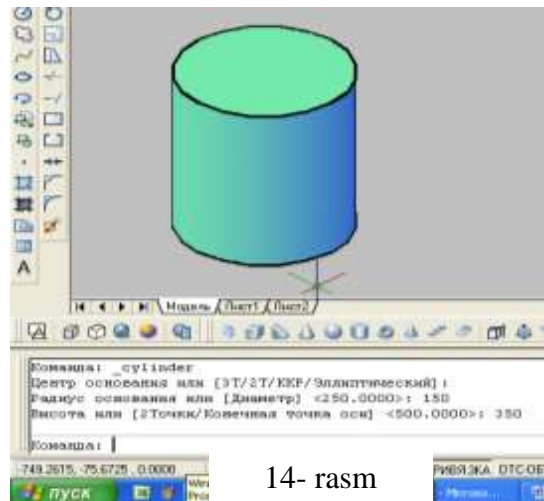 A
Модель Лист1 Лист2
Команда: _cylinder
Центр основания или [3Т/2Т/ККР/Эллиптический]:
Радиус основания или [Диаметр] <250.0000>: 150
Высота или [2Точки/Конечная точка оси] <500.0000>: 350
Команда:
-749.2615, -75.6725, 0.0000
14- rasm
пуск